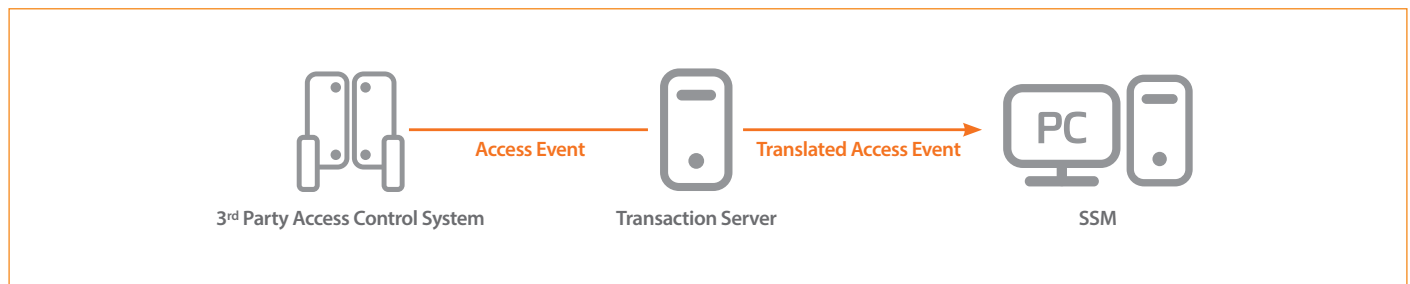 PC
Access Event
Translated Access Event
3rd Party Access Control System
Transaction Server
SSM